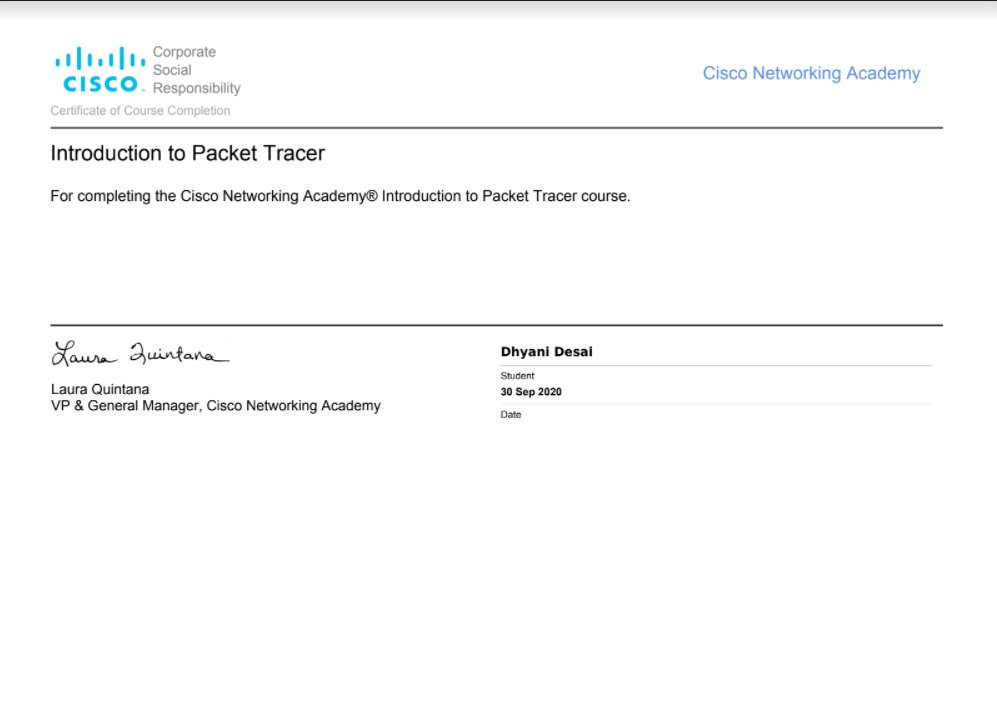 Corporate
Social
CISCO™ Responsibility
Cisco Networking Academy
Certificate of Course Completion
Introduction to Packet Tracer
For completing the Cisco Networking Academy® Introduction to Packet Tracer course.
Laura Quintana
Laura Quintana
VP & General Manager, Cisco Networking Academy
Dhyani Desai
Student
30 Sep 2020
Date